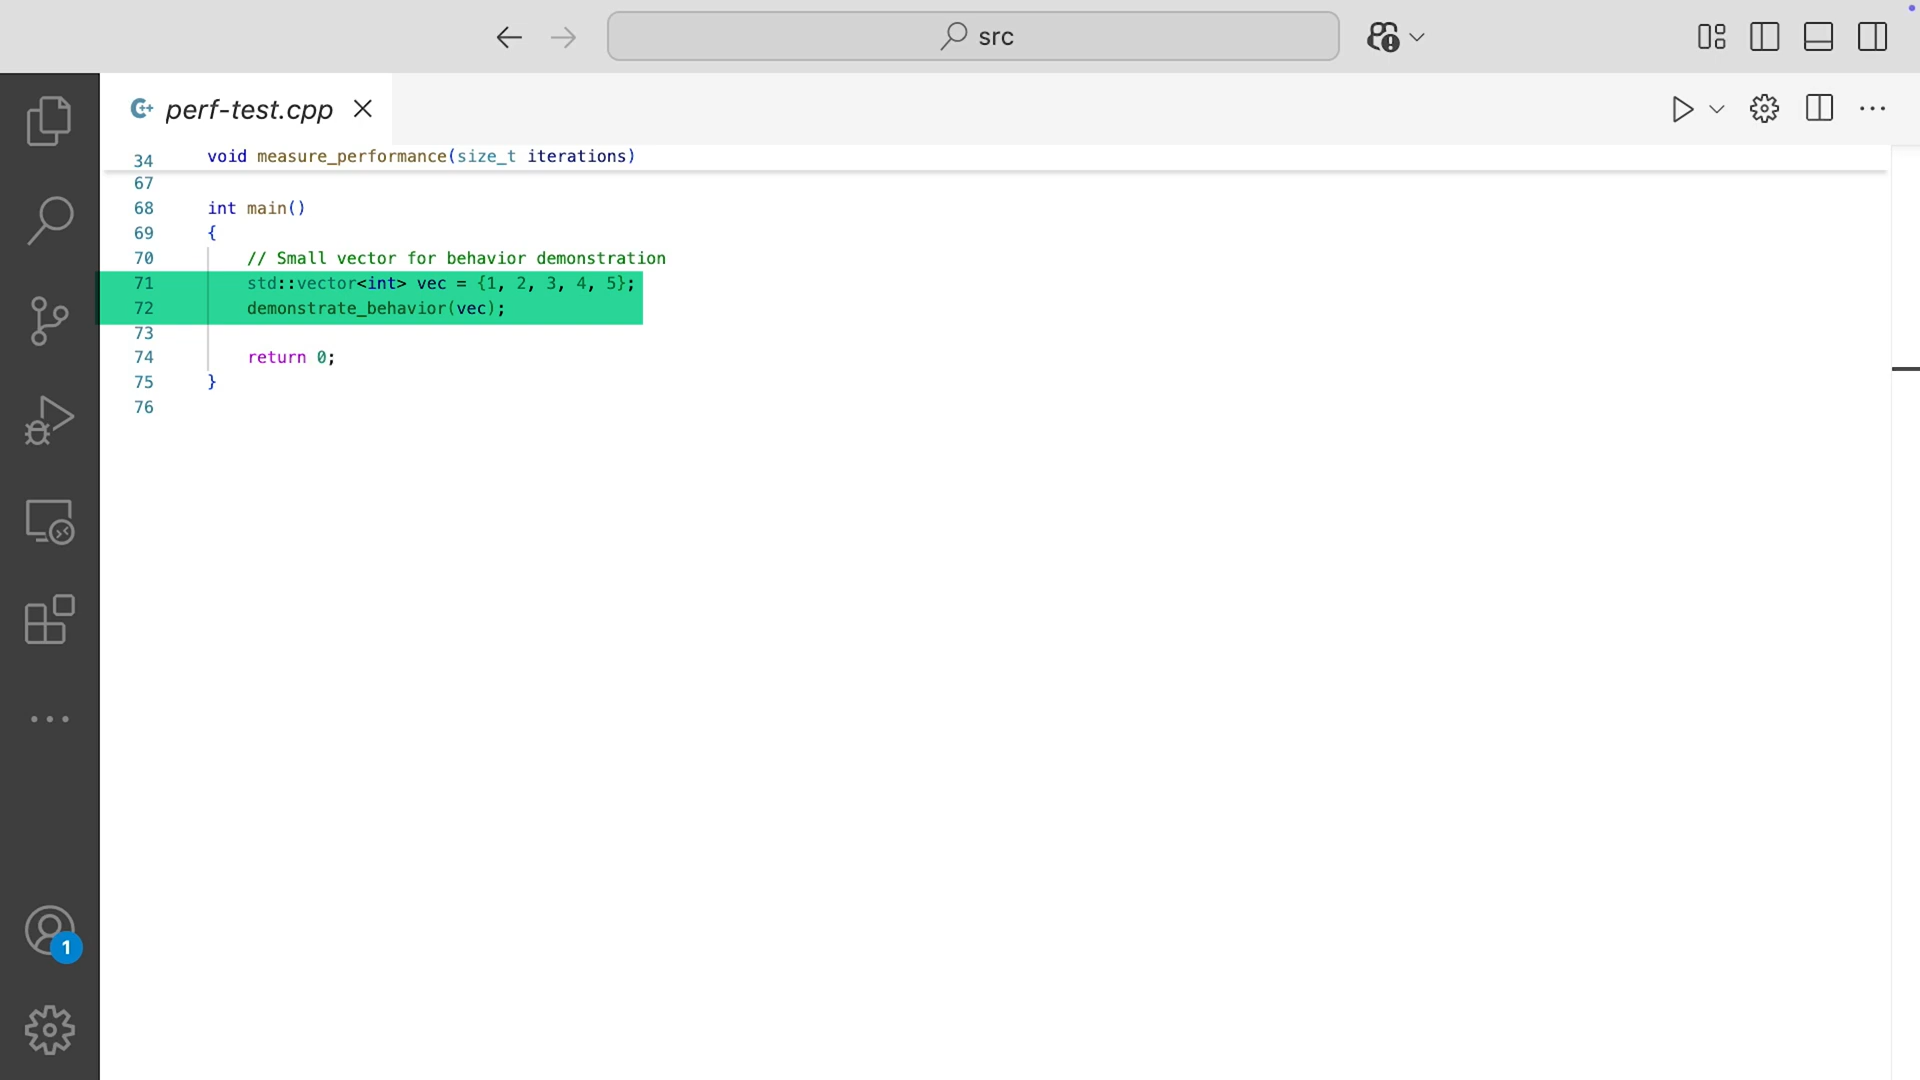 src
perf-test.cpp
34 void measure_performance(size_t iterations)
67
68 int main()
69 {
70 // Small vector for behavior demonstration
71 std::vector<int> vec = {1, 2, 3, 4, 5};
72 demonstrate_behavior(vec);
73
74 return 0;
75 }
76
1